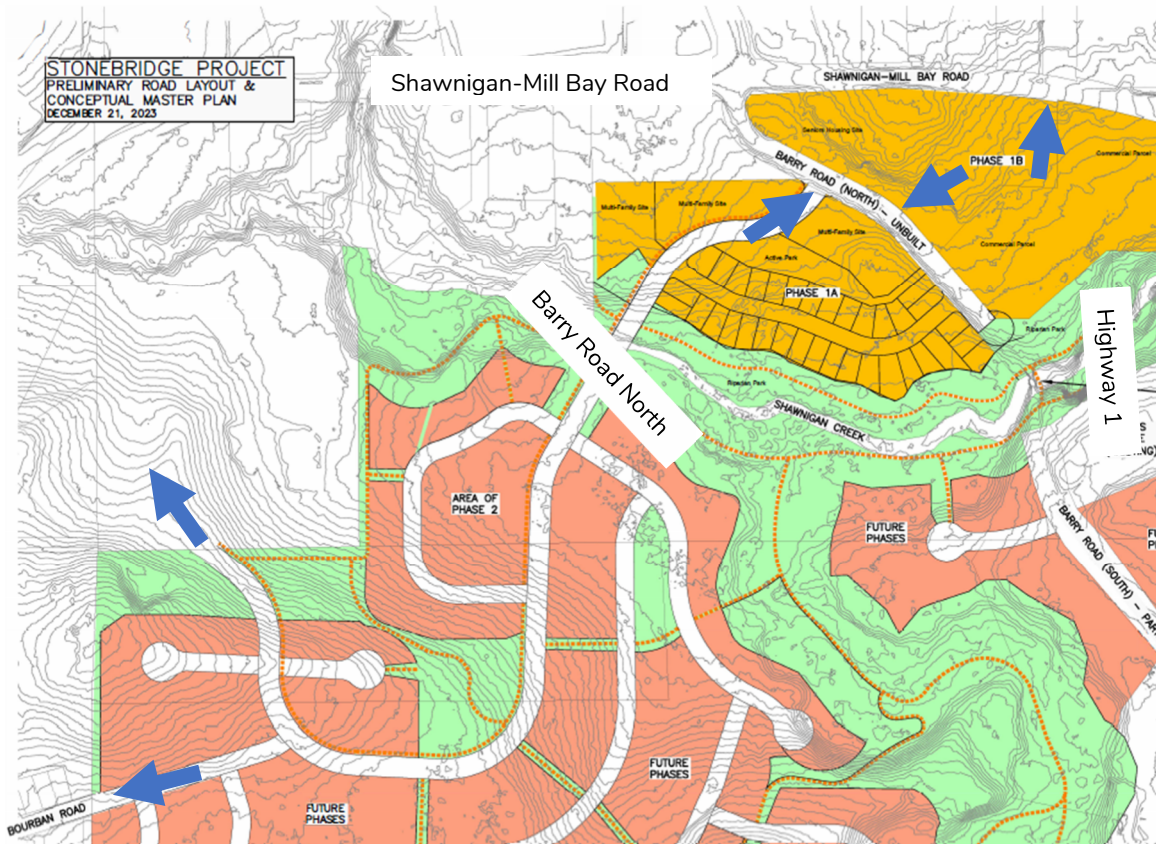 STONEBRIDGE PROJECT
PRELIMINARY ROAD LAYOUT &
CONCEPTUAL MASTER PLAN
DECEMBER 21, 2023
Shawnigan-Mill Bay Road
SHAWNIGAN-MILL BAY ROAD
Seniors Housing Site
Commercial Parcel
PHASE 1B
BARRY ROAD (NORTH) - UNBUILT
Multi-Family Site
Multi-Family Site
Multi-Family Site
Commercial Parcel
Active Park
PHASE 1A
Barry Road North
Highway 1
Riparian Park
Riparian Park
SHAWNIGAN CREEK
AREA OF
PHASE 2
FUTURE
PHASES
BARRY ROAD (SOUTH) -
FUTURE
PHASES
FUTURE
PHASES
BOURBAN ROAD